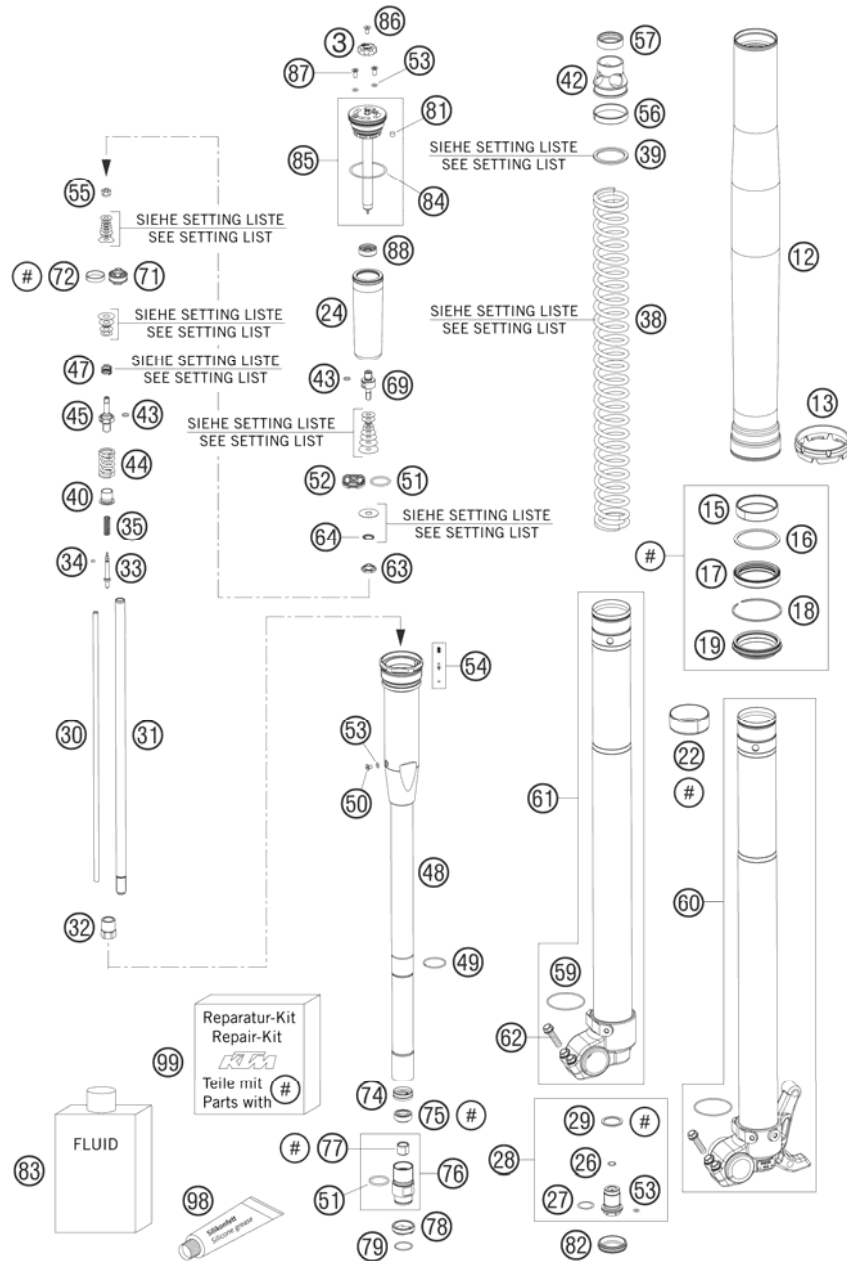 86
3
57
87
53
42
81
56
SIEHE SETTING LISTE
SEE SETTING LIST
39
85
84
55
SIEHE SETTING LISTE
SEE SETTING LIST
88
12
# 72 71
24
SIEHE SETTING LISTE
SEE SETTING LIST
38
SIEHE SETTING LISTE
SEE SETTING LIST
47
SIEHE SETTING LISTE
SEE SETTING LIST
43
69
45
43
13
SIEHE SETTING LISTE
SEE SETTING LIST
44
52
51
40
15
35
SIEHE SETTING LISTE
SEE SETTING LIST
16
64
#
17
34
33
63
18
19
54
30
31
53
22
61
50
#
48
60
32
49
59
Reparatur-Kit
Repair-Kit
62
99
KTM
Teile mit #
Parts with
74
29 #
75 #
FLUID
# 77
28
26
76
83
27
53
51
Silikonfett
Silicone grease
78
98
79
82